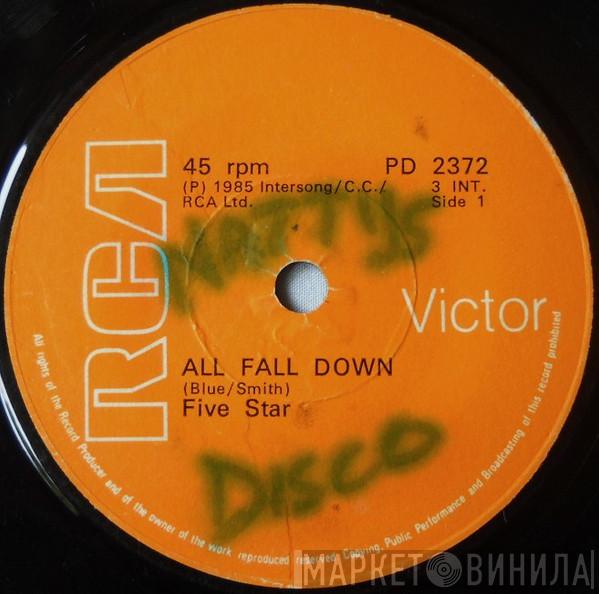 RCA
45 rpm PD 2372
(P) 1985 Intersong/C.C./ 3 INT.
RCA Ltd. Side 1
Victor
ALL FALL DOWN
(Blue/Smith)
Five Star
DISCO
All rights of the Record Producer and of the owner of the Work reproduced reserved. Copying, Public Performance and Broadcasting of this record prohibited
МАРКЕТ ВИНИЛА